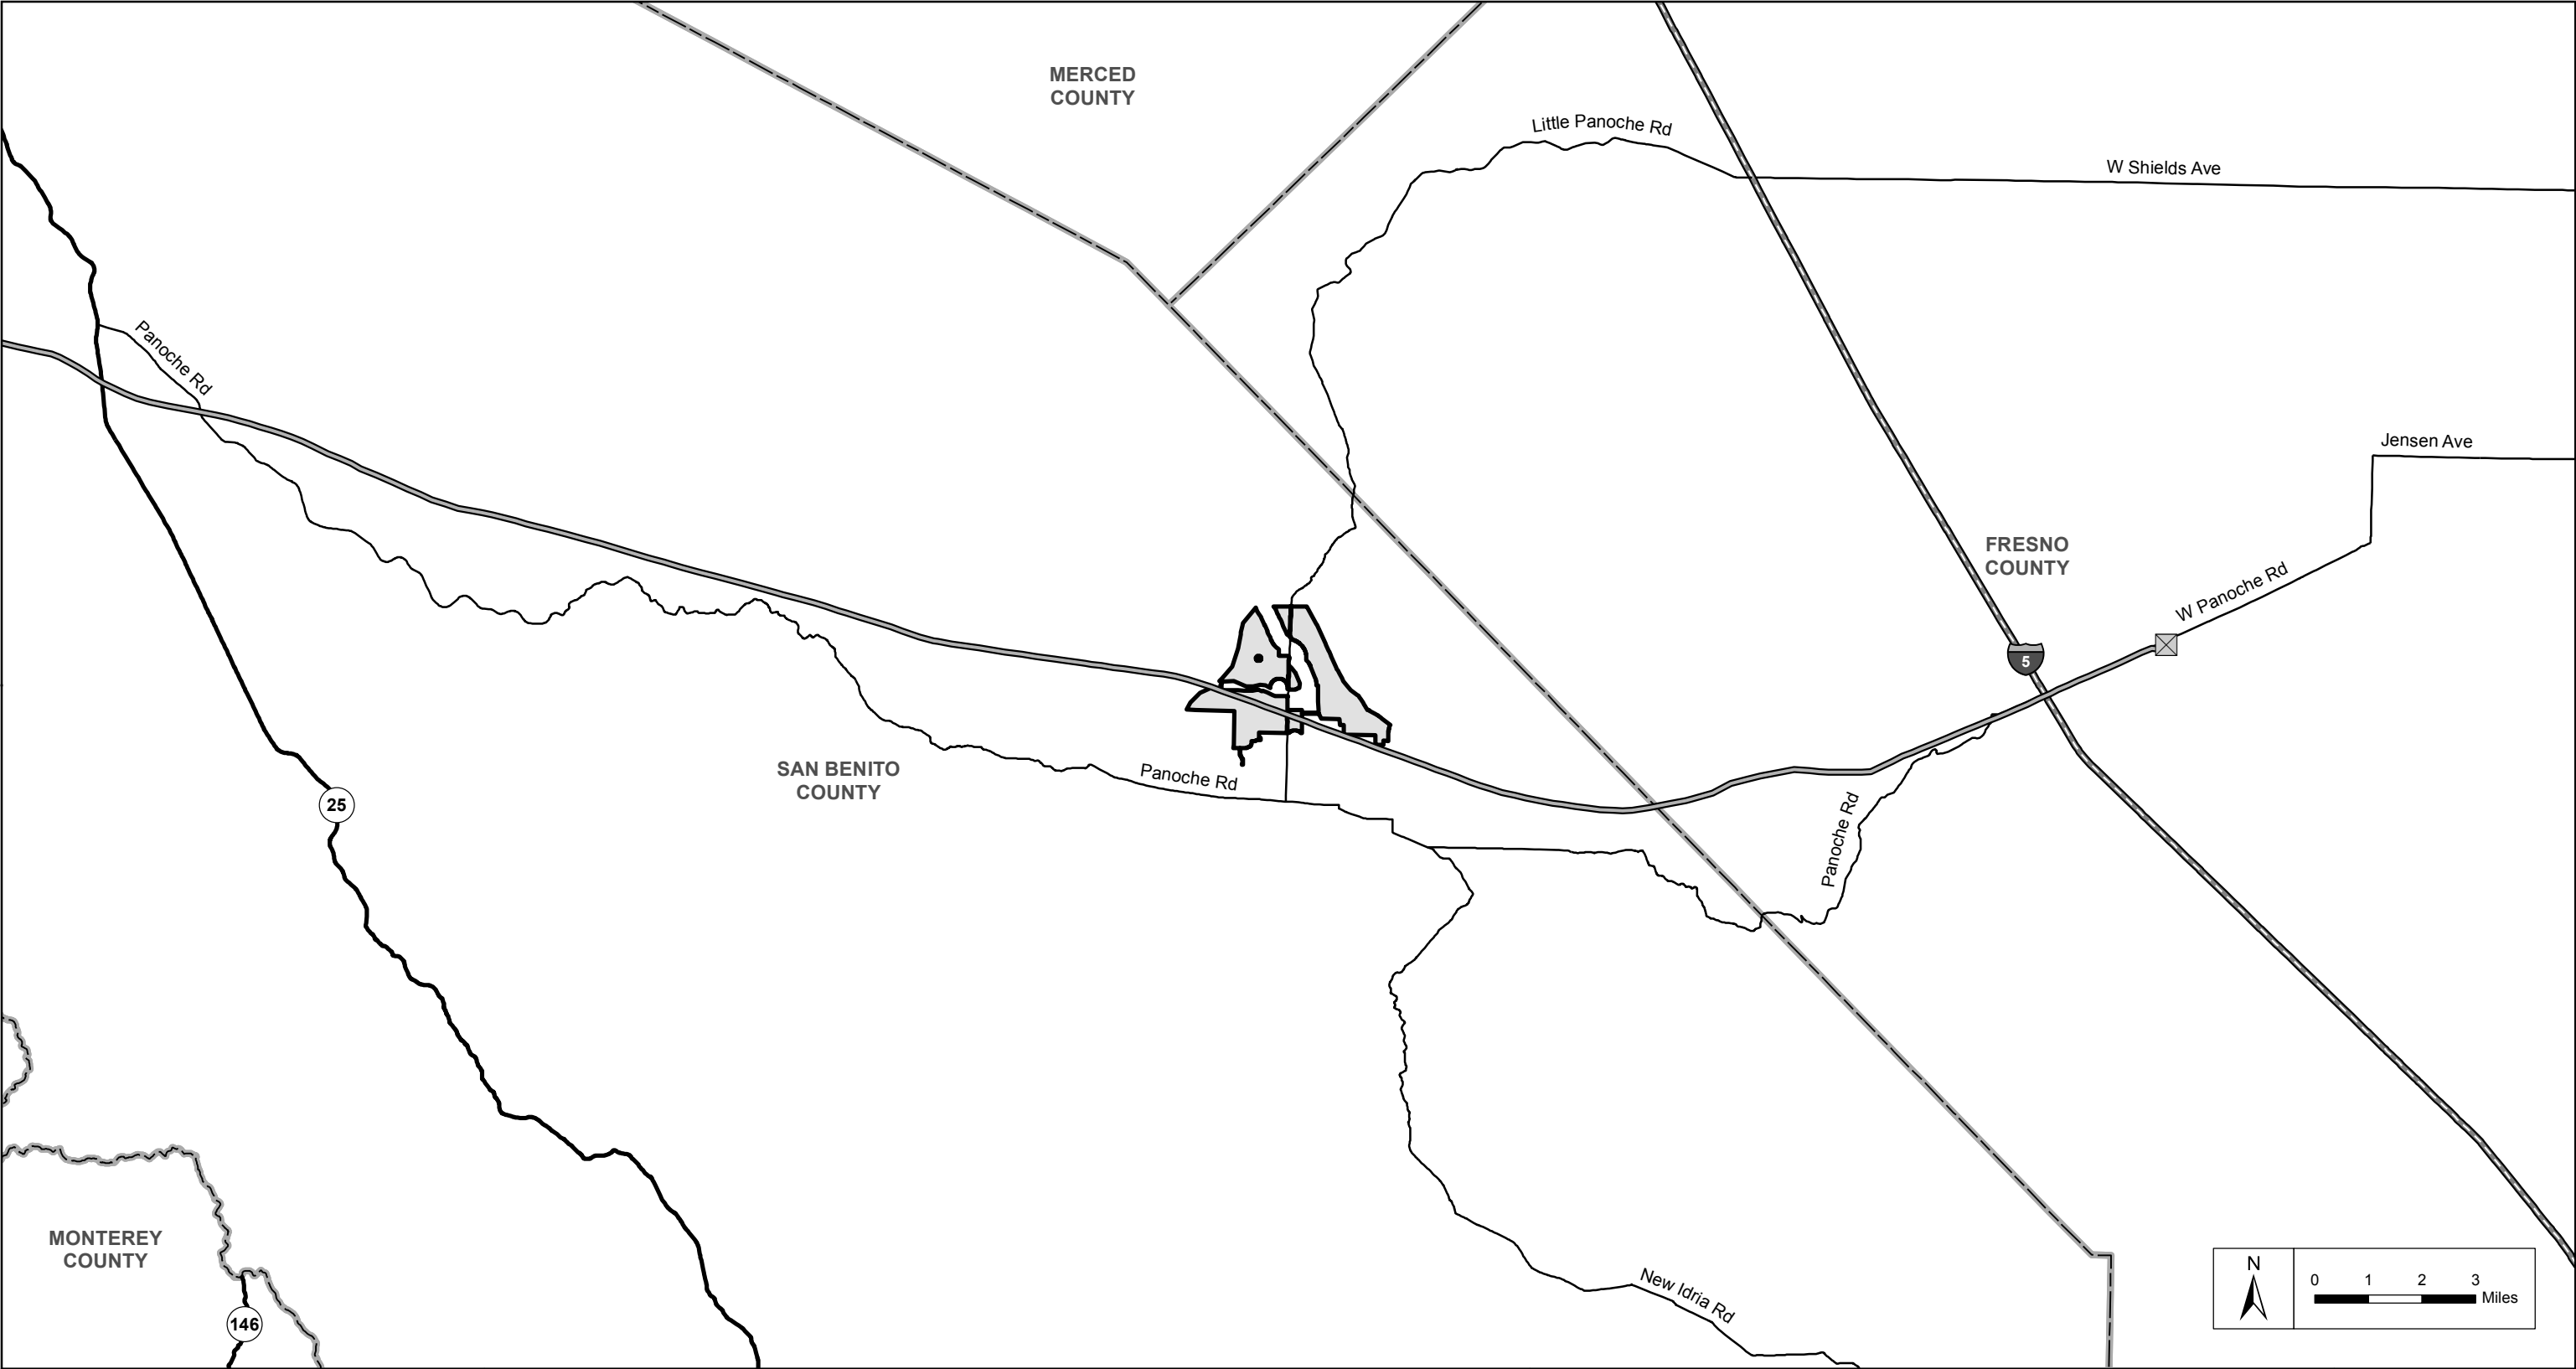 MERCED
COUNTY
Little Panoche Rd
W Shields Ave
Panoche Rd
Jensen Ave
FRESNO
COUNTY
W Panoche Rd
5
SAN BENITO
COUNTY
Panoche Rd
25
Panoche Rd
MONTEREY
COUNTY
146
New Idria Rd
N
0 1 2 3
Miles